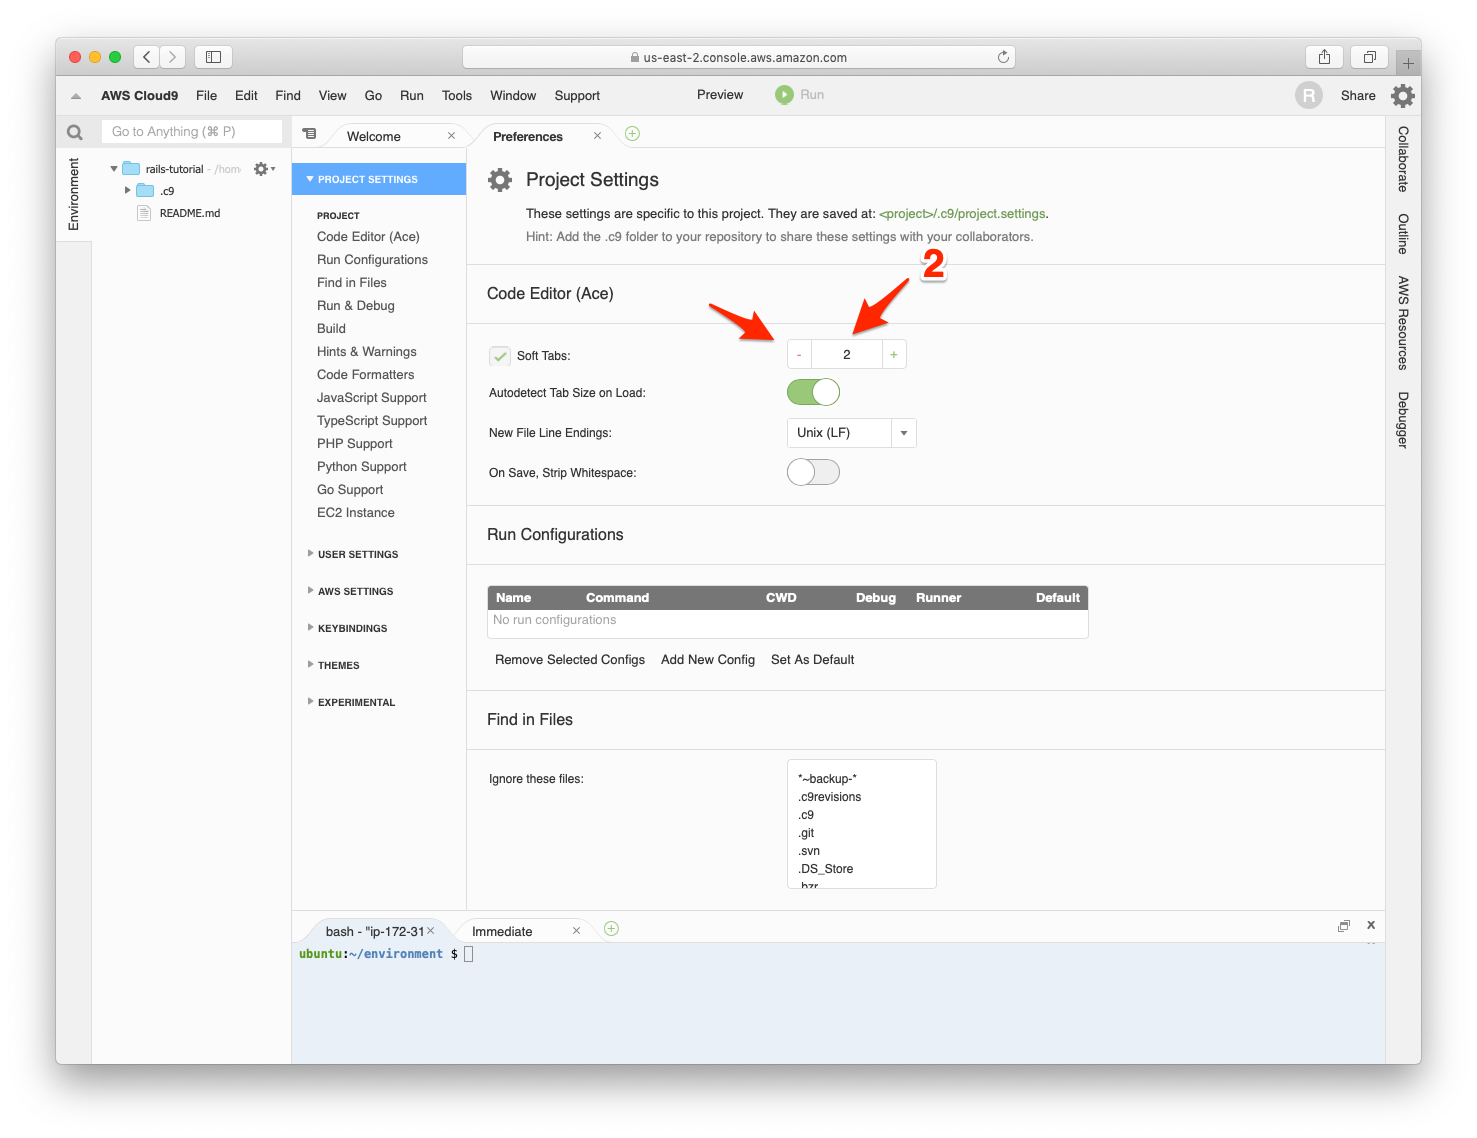 us-east-2.console.aws.amazon.com
AWS Cloud9 File Edit Find View Go Run Tools Window Support Preview Run R Share
Go to Anything (⌘ P)
Welcome
Preferences
Environment
rails-tutorial - /hom
.c9
README.md
PROJECT SETTINGS
PROJECT
Code Editor (Ace)
Run Configurations
Find in Files
Run & Debug
Build
Hints & Warnings
Code Formatters
JavaScript Support
TypeScript Support
PHP Support
Python Support
Go Support
EC2 Instance
USER SETTINGS
AWS SETTINGS
KEYBINDINGS
THEMES
EXPERIMENTAL
Project Settings
These settings are specific to this project. They are saved at: <project>/.c9/project.settings.
Hint: Add the .c9 folder to your repository to share these settings with your collaborators.
2
Code Editor (Ace)
Soft Tabs: - 2 +
Autodetect Tab Size on Load:
New File Line Endings: Unix (LF)
On Save, Strip Whitespace:
Run Configurations
Name Command CWD Debug Runner Default
No run configurations
Remove Selected Configs Add New Config Set As Default
Find in Files
Ignore these files:
*~backup-*
.c9revisions
.c9
.git
.svn
.DS_Store
.bzr
Collaborate
Outline
AWS Resources
Debugger
bash - "ip-172-31
Immediate
ubuntu:~/environment $